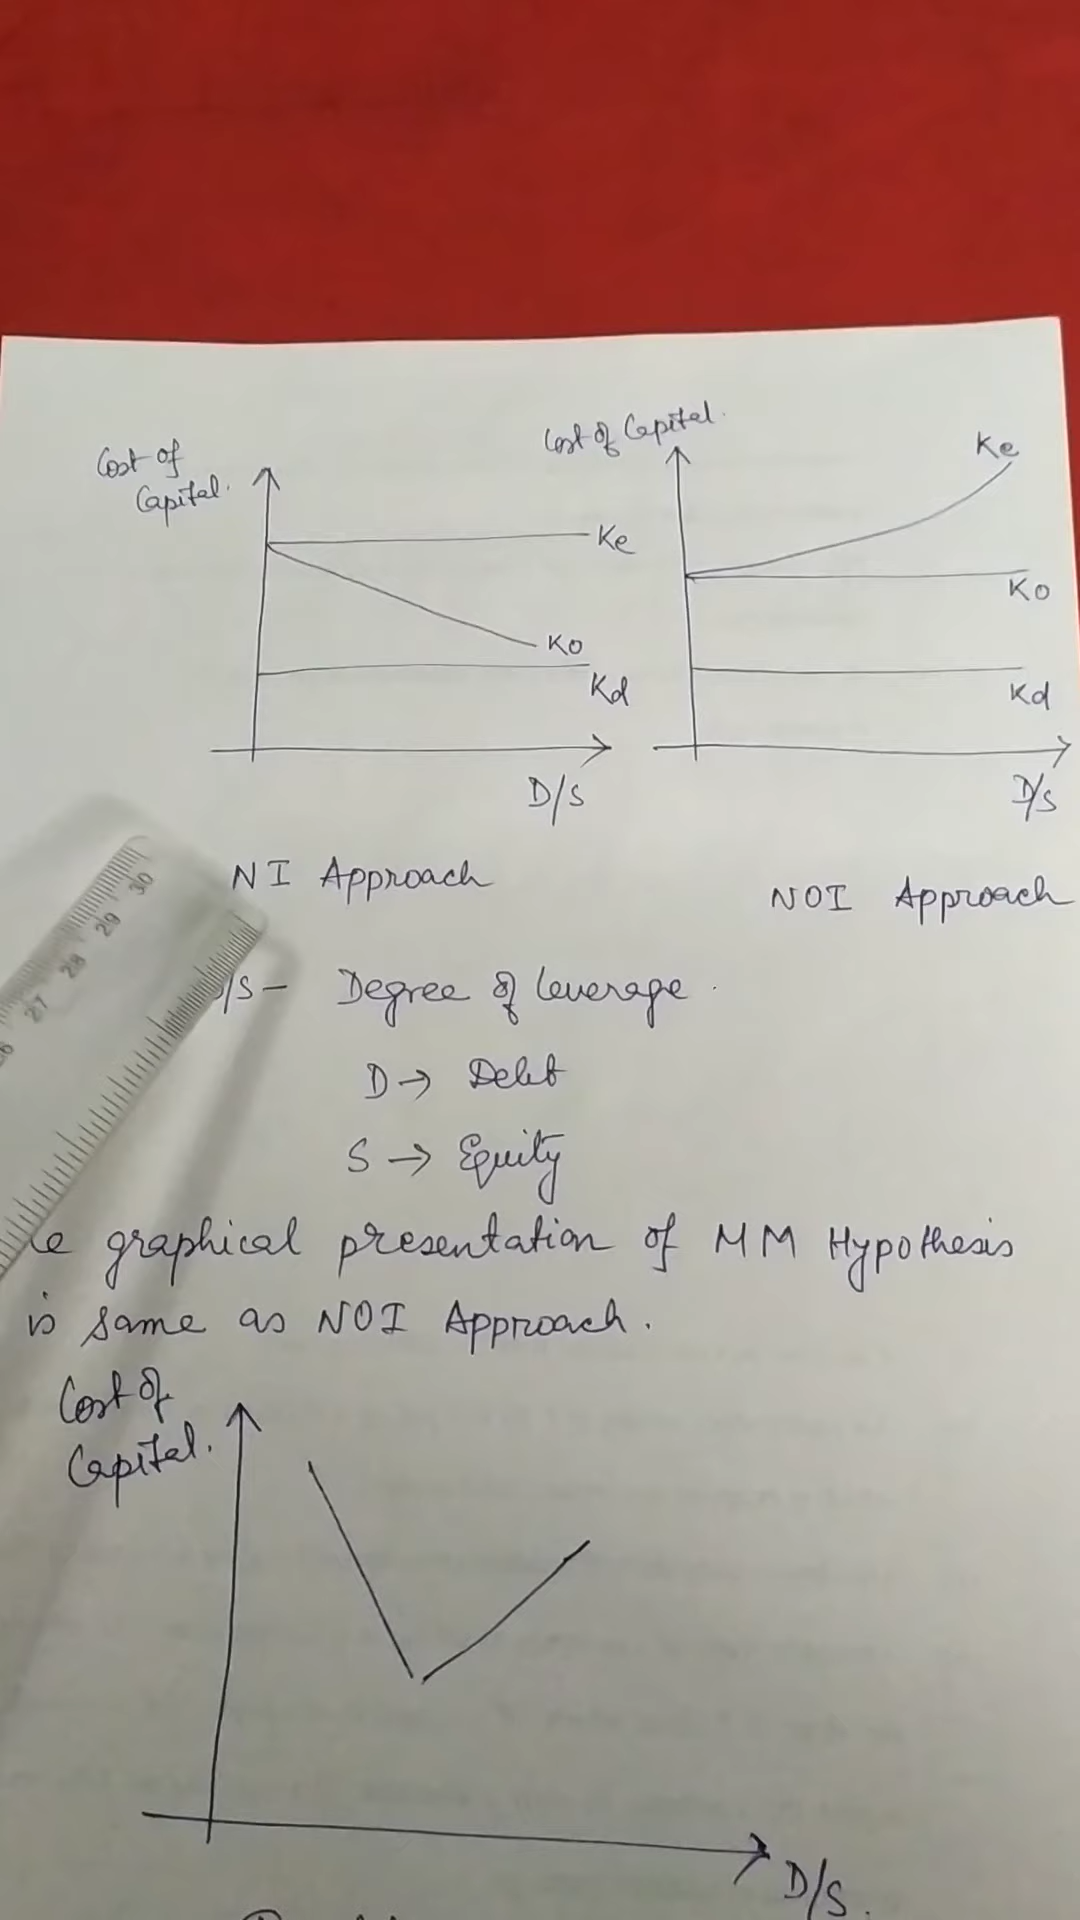 Cost of
Capital.
Ke
Ko
Kd
D/S
NI Approach
Cost of Capital.
Ke
Ko
Kd
D/S
NOI Approach
30
29
28
27
/S – Degree of leverage.
D → Debt
S → Equity
graphical presentation of MM Hypothesis
is same as NOI Approach.
Cost of
Capital.
D/S.